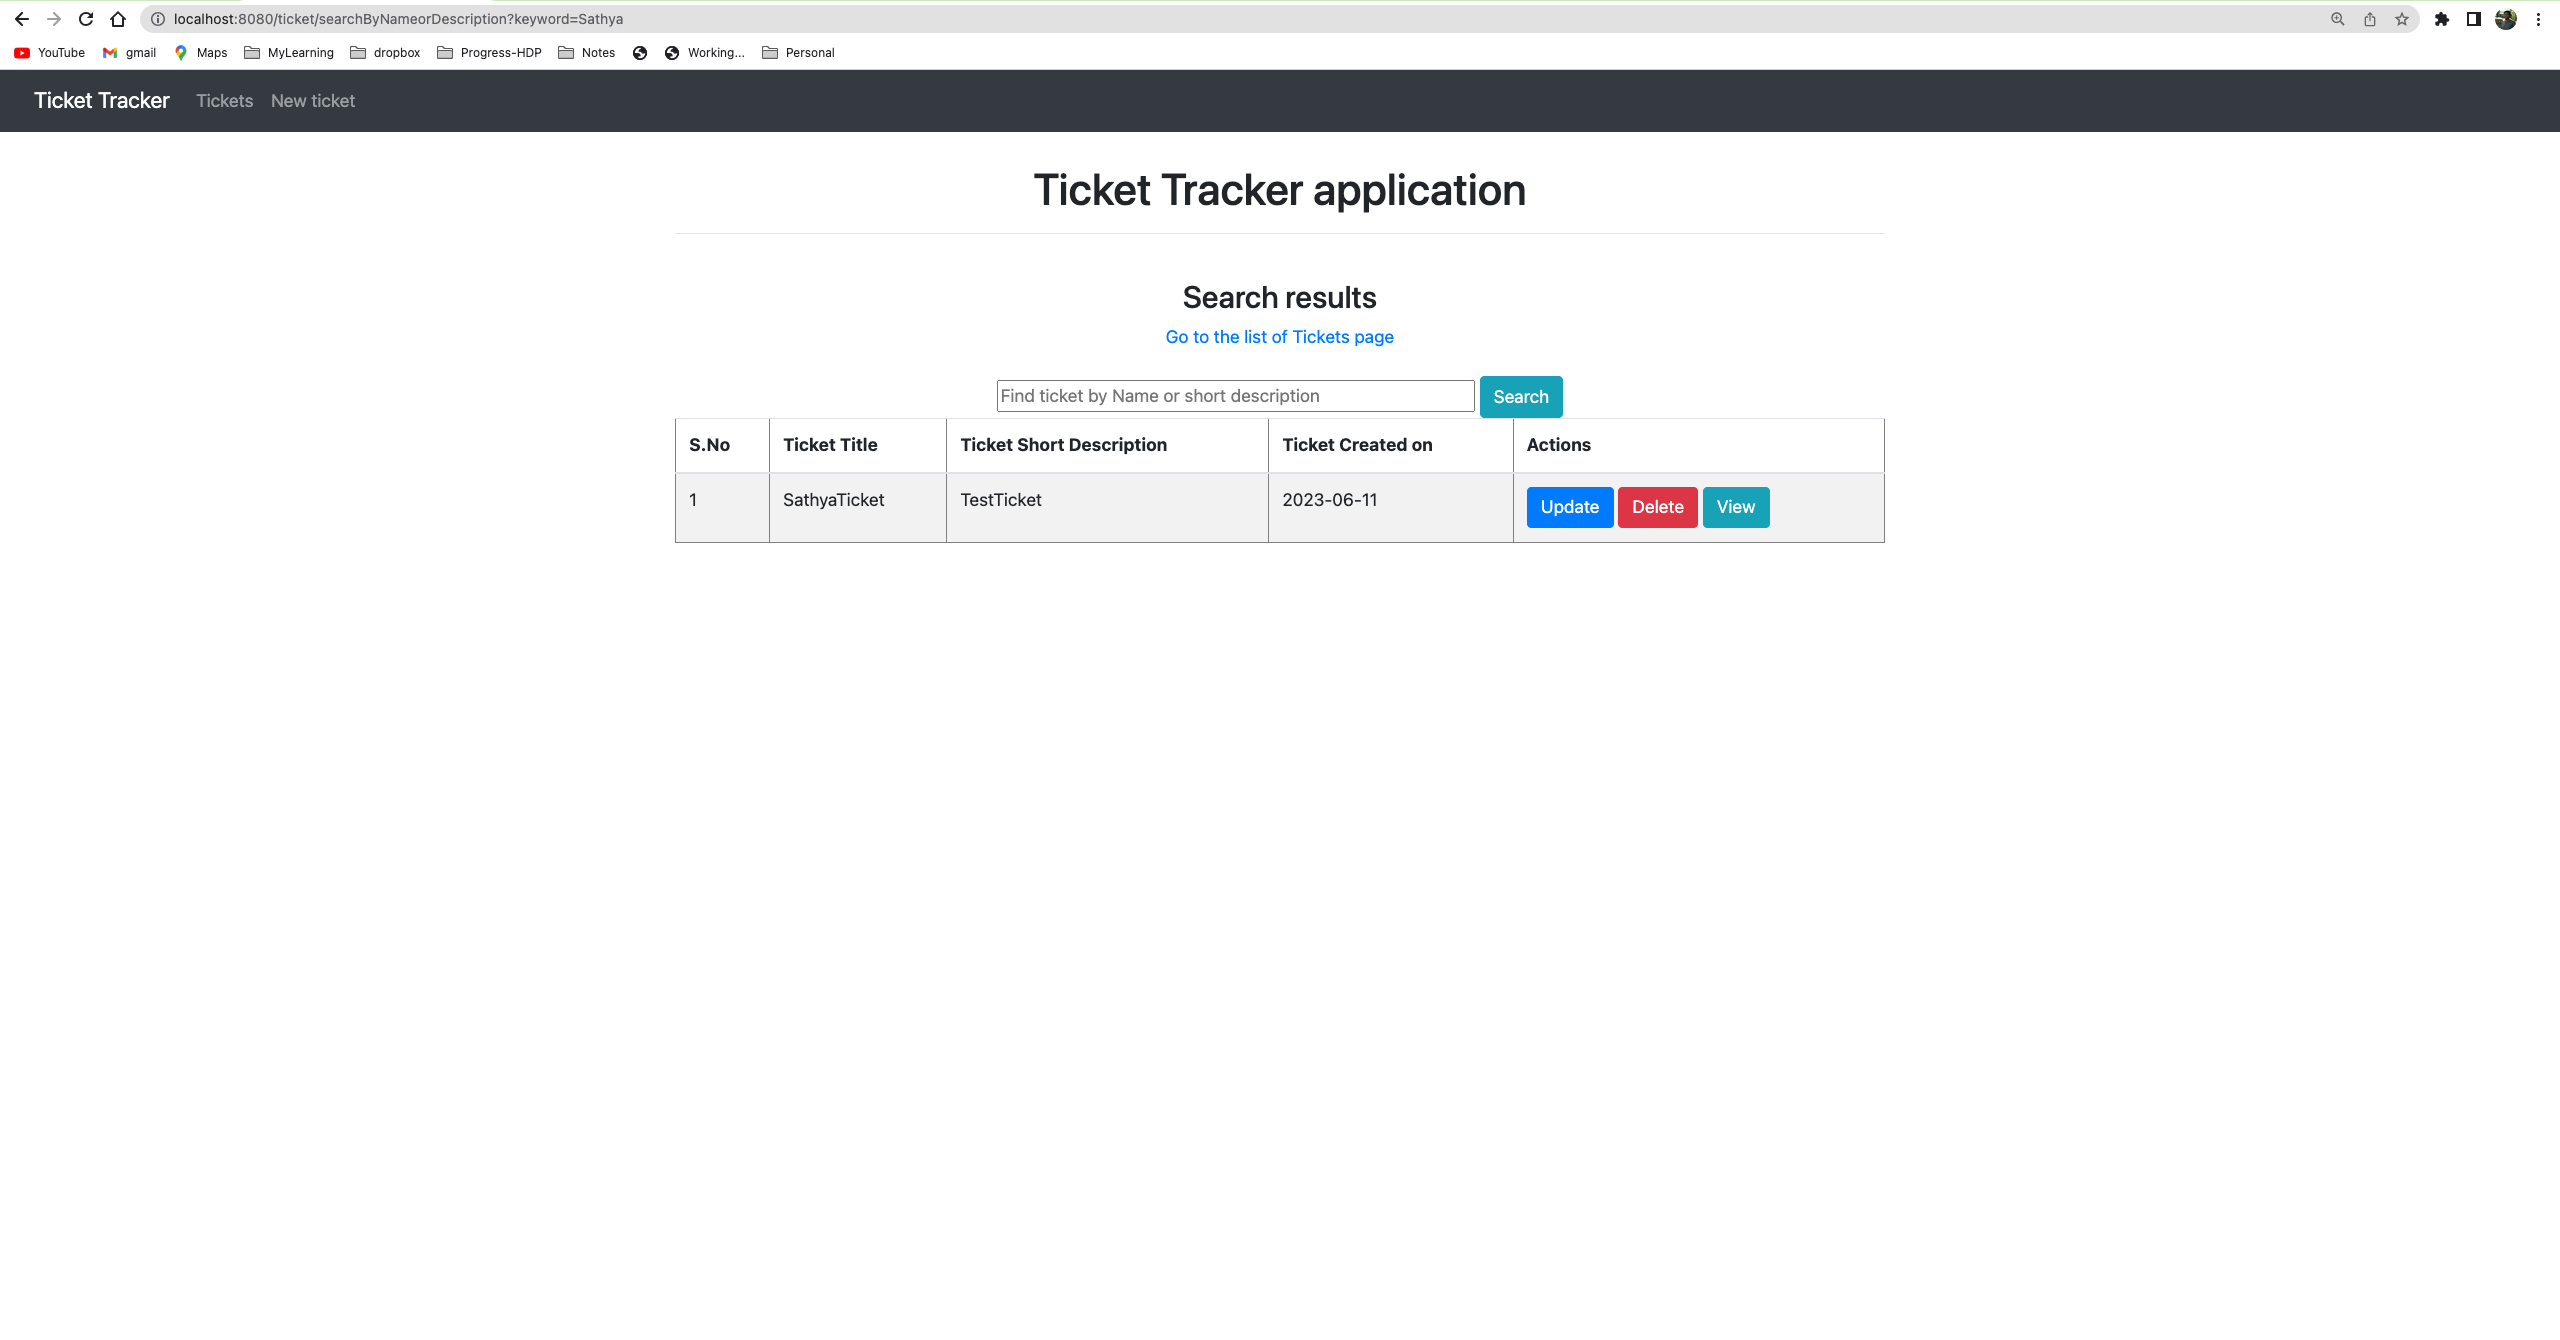 localhost:8080/ticket/searchByNameorDescription?keyword=Sathya
YouTube gmail Maps MyLearning dropbox Progress-HDP Notes Working... Personal
Ticket Tracker Tickets New ticket
Ticket Tracker application
Search results
Go to the list of Tickets page
Find ticket by Name or short description Search
S.No Ticket Title Ticket Short Description Ticket Created on Actions
1 SathyaTicket TestTicket 2023-06-11 Update Delete View